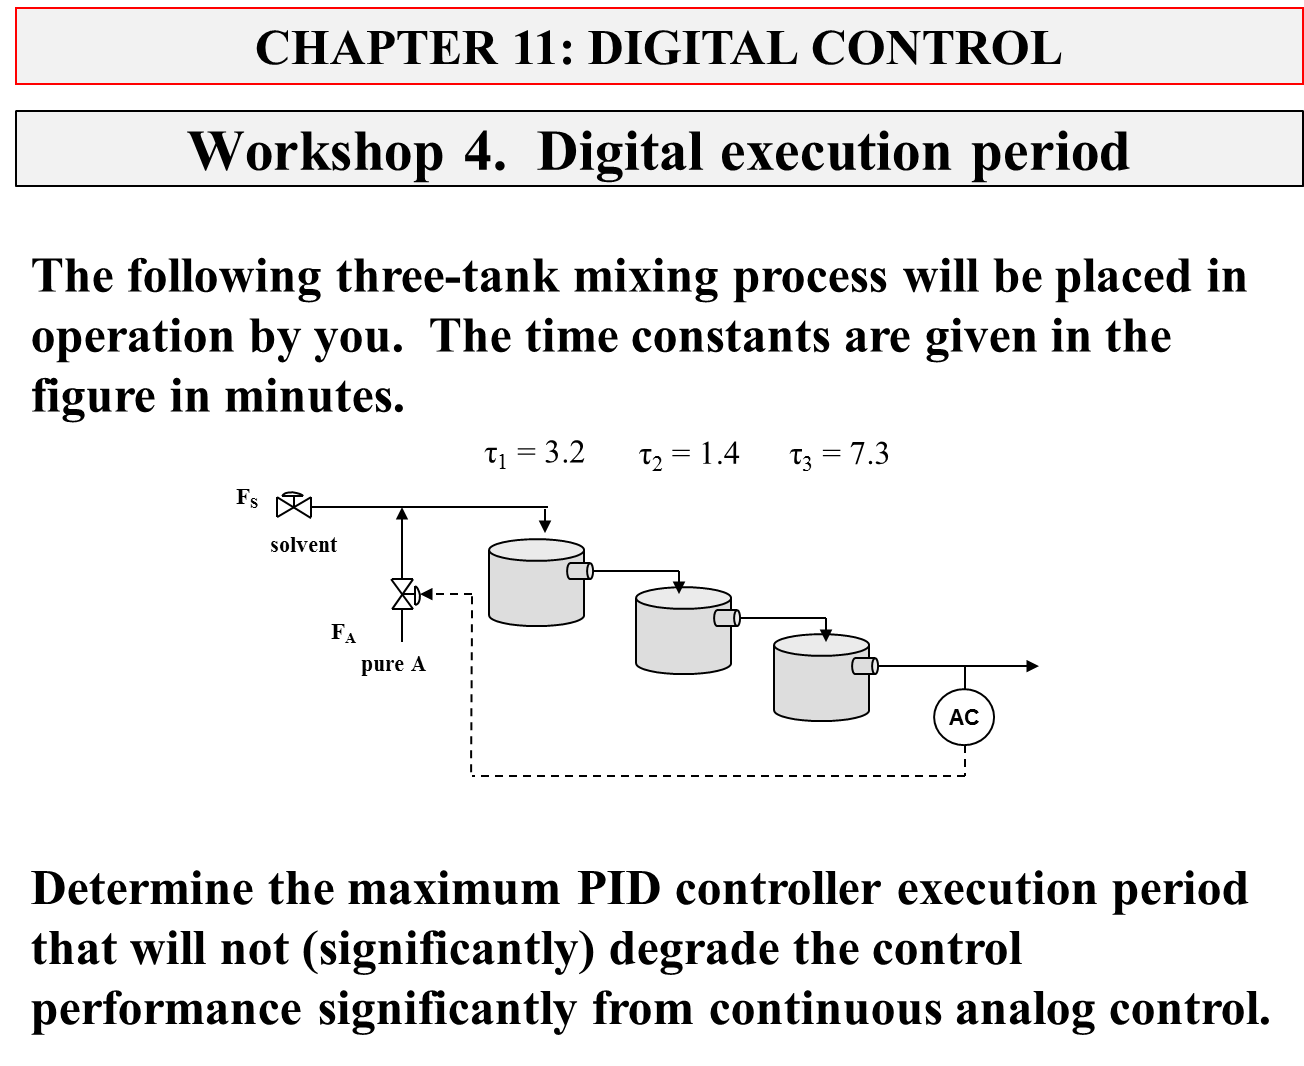 CHAPTER 11: DIGITAL CONTROL
Workshop 4. Digital execution period
The following three-tank mixing process will be placed in
operation by you. The time constants are given in the
figure in minutes.
τ1 = 3.2 τ2 = 1.4 τ3 = 7.3
FS
solvent
FA
pure A
AC
Determine the maximum PID controller execution period
that will not (significantly) degrade the control
performance significantly from continuous analog control.